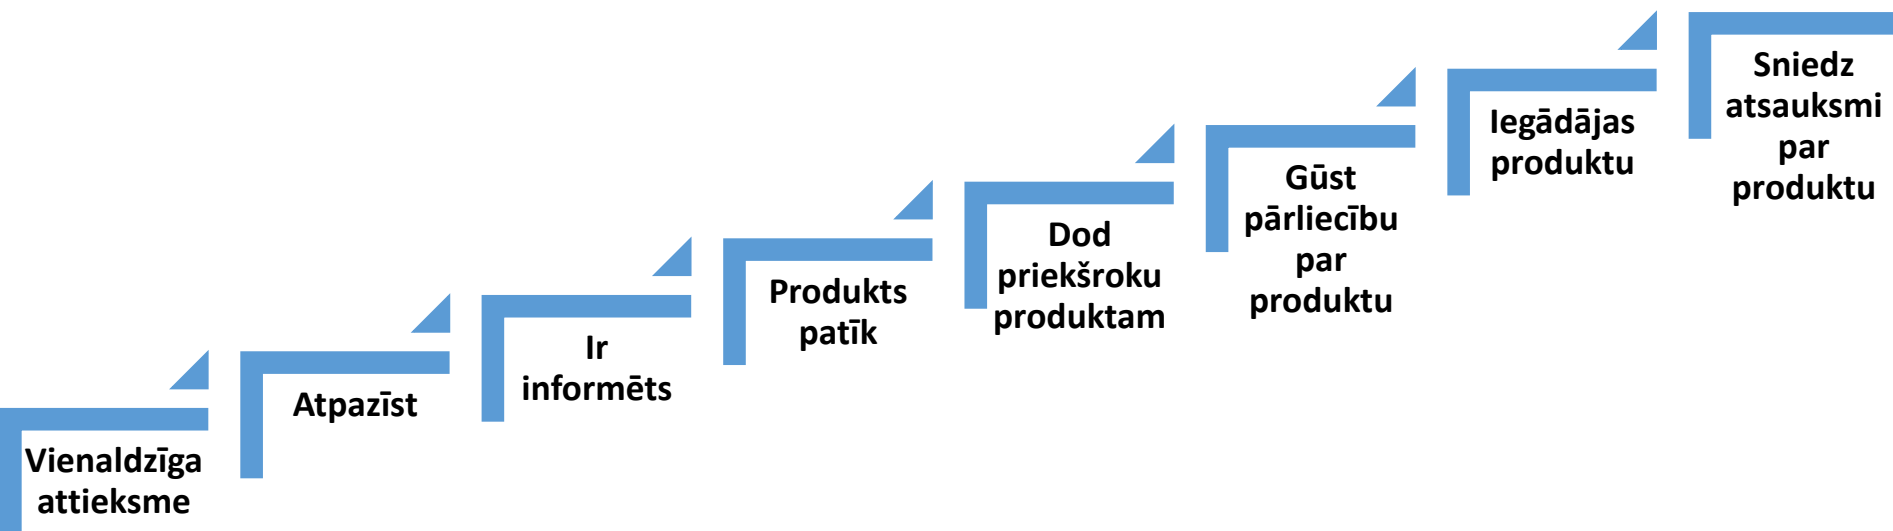 Vienaldzīga
attieksme
Atpazīst
Ir
informēts
Produkts
patīk
Dod
priekšroku
produktam
Gūst
pārliecību
par
produktu
Iegādājas
produktu
Sniedz
atsauksmi
par
produktu